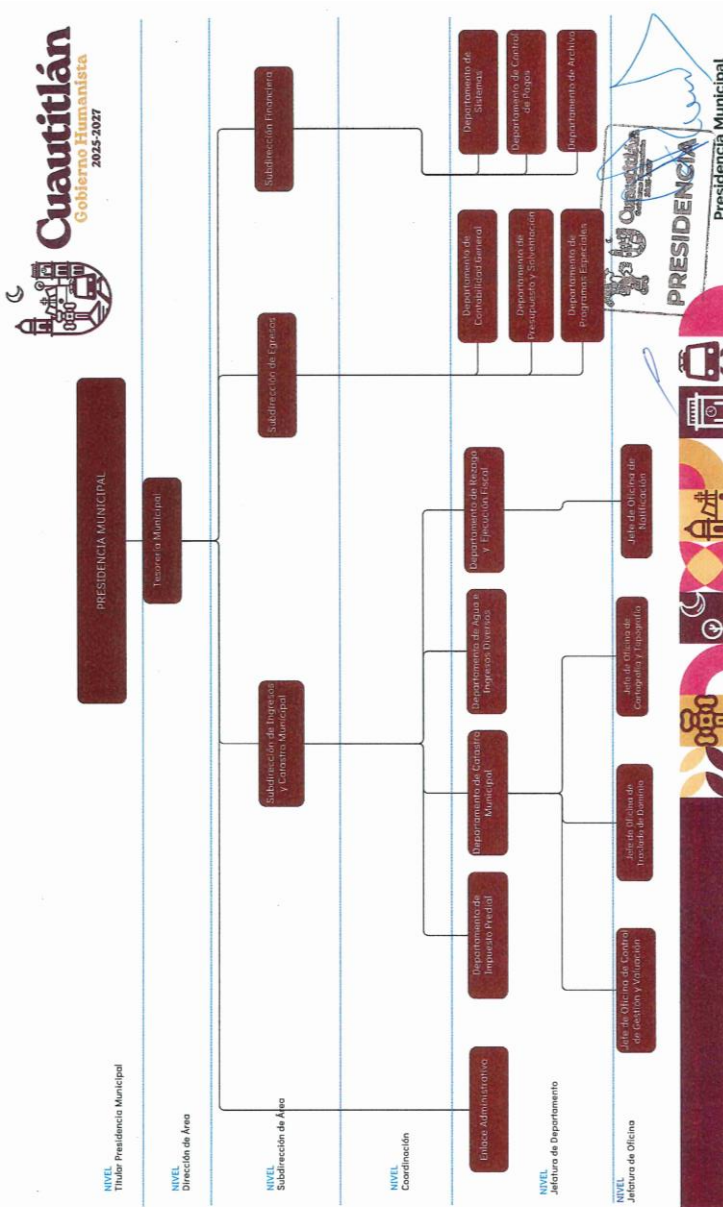 Cuautitlán
Gobierno Humanista
2025-2027
NIVEL
Titular Presidencia Municipal
PRESIDENCIA MUNICIPAL
NIVEL
Dirección de Área
Tesorería Municipal
NIVEL
Subdirección de Área
Subdirección de Ingresos
y Catastro Municipal
Subdirección de Egresos
Subdirección Financiera
NIVEL
Coordinación
NIVEL
Jefatura de Departamento
Enlace Administrativo
Departamento de
Impuesto Predial
Departamento de Catastro
Municipal
Departamento de Agua e
Ingresos Diversos
Departamento de Rezago
y Ejecución Fiscal
Departamento de
Contabilidad General
Departamento de
Presupuesto y Solventación
Departamento de
Programas Especiales
Departamento de
Sistemas
Departamento de Control
de Pagos
Departamento de Archivo
NIVEL
Jefatura de Oficina
Jefe de Oficina de Control
de Gestión y Valuación
Jefe de Oficina de
Traslado de Dominio
Jefe de Oficina de
Cartografía y Topografía
Jefe de Oficina de
Notificación
Cuautitlán
PRESIDENCIA
Presidencia Municipal